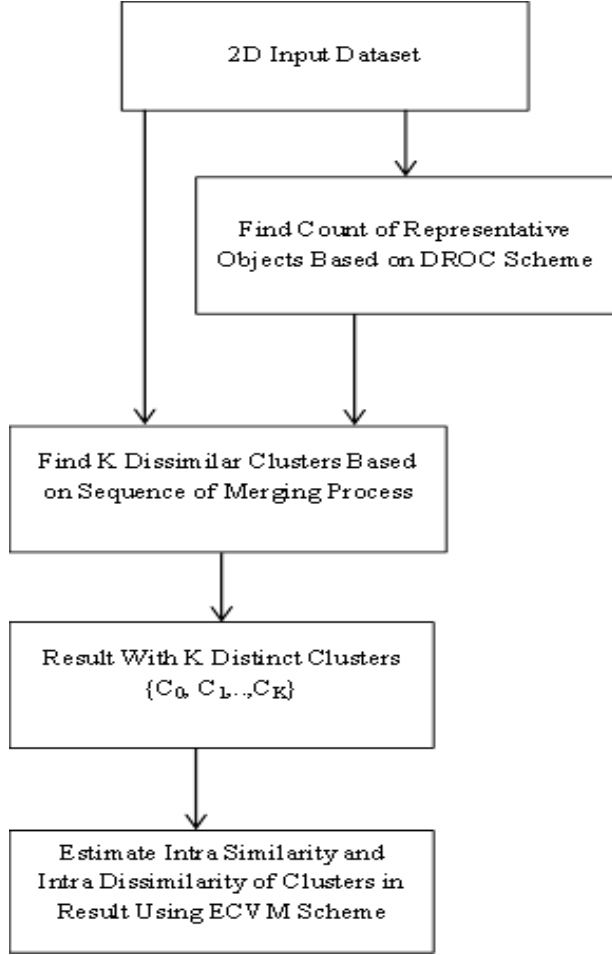 2D Input Dataset
Find Count of Representative
Objects Based on DROC Scheme
Find K Dissimilar Clusters Based
on Sequence of Merging Process
Result With K Distinct Clusters
{C0, C1,..,CK}
Estimate Intra Similarity and
Intra Dissimilarity of Clusters in
Result Using ECVM Scheme